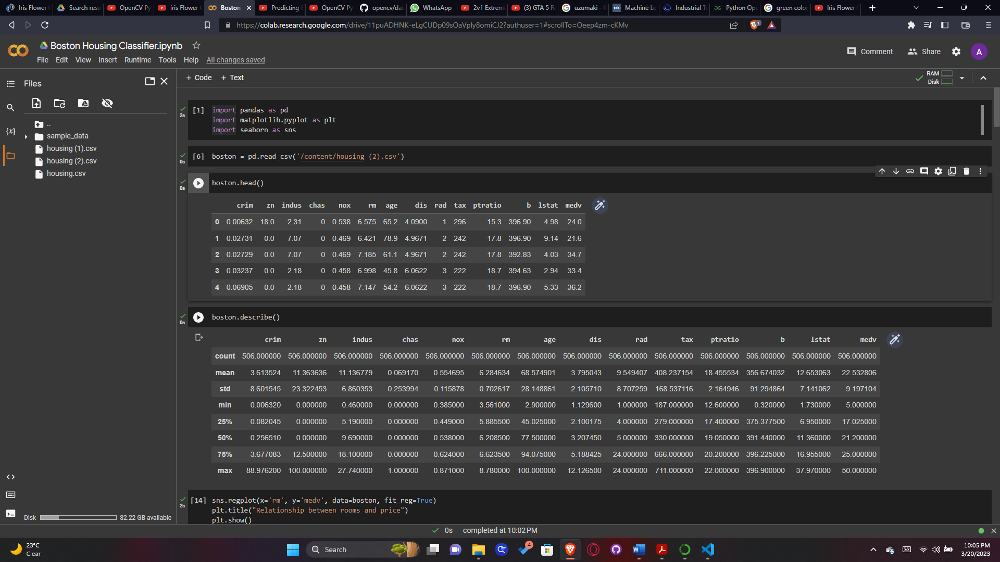 Iris Flower C
Search resu
OpenCV Py
iris Flower C
Boston
Predicting B
OpenCV Py
opencv/dat
WhatsApp
2v1 Extrem
(3) GTA 5 R
uzumaki - G
tds Machine Le
Industrial Tr
Python Ope
green color
Iris Flower
https://colab.research.google.com/drive/11puADHNK-eLgCUDp09sOaVply8omiCJ2?authuser=1#scrollTo=Oeep4zm-cKMv
1
Boston Housing Classifier.ipynb
File Edit View Insert Runtime Tools Help All changes saved
Comment Share A
Files
+ Code + Text
RAM
Disk
..
sample_data
housing (1).csv
housing (2).csv
housing.csv
{x}
2s
[1] import pandas as pd
import matplotlib.pyplot as plt
import seaborn as sns
0s
[6] boston = pd.read_csv('/content/housing (2).csv')
0s
boston.head()
crim zn indus chas nox rm age dis rad tax ptratio b lstat medv
0 0.00632 18.0 2.31 0 0.538 6.575 65.2 4.0900 1 296 15.3 396.90 4.98 24.0
1 0.02731 0.0 7.07 0 0.469 6.421 78.9 4.9671 2 242 17.8 396.90 9.14 21.6
2 0.02729 0.0 7.07 0 0.469 7.185 61.1 4.9671 2 242 17.8 392.83 4.03 34.7
3 0.03237 0.0 2.18 0 0.458 6.998 45.8 6.0622 3 222 18.7 394.63 2.94 33.4
4 0.06905 0.0 2.18 0 0.458 7.147 54.2 6.0622 3 222 18.7 396.90 5.33 36.2
0s
boston.describe()
crim zn indus chas nox rm age dis rad tax ptratio b lstat medv
count 506.000000 506.000000 506.000000 506.000000 506.000000 506.000000 506.000000 506.000000 506.000000 506.000000 506.000000 506.000000 506.000000 506.000000
mean 3.613524 11.363636 11.136779 0.069170 0.554695 6.284634 68.574901 3.795043 9.549407 408.237154 18.455534 356.674032 12.653063 22.532806
std 8.601545 23.322453 6.860353 0.253994 0.115878 0.702617 28.148861 2.105710 8.707259 168.537116 2.164946 91.294864 7.141062 9.197104
min 0.006320 0.000000 0.460000 0.000000 0.385000 3.561000 2.900000 1.129600 1.000000 187.000000 12.600000 0.320000 1.730000 5.000000
25% 0.082045 0.000000 5.190000 0.000000 0.449000 5.885500 45.025000 2.100175 4.000000 279.000000 17.400000 375.377500 6.950000 17.025000
50% 0.256510 0.000000 9.690000 0.000000 0.538000 6.208500 77.500000 3.207450 5.000000 330.000000 19.050000 391.440000 11.360000 21.200000
75% 3.677083 12.500000 18.100000 0.000000 0.624000 6.623500 94.075000 5.188425 24.000000 666.000000 20.200000 396.225000 16.955000 25.000000
max 88.976200 100.000000 27.740000 1.000000 0.871000 8.780000 100.000000 12.126500 24.000000 711.000000 22.000000 396.900000 37.970000 50.000000
2s
[14] sns.regplot(x='rm', y='medv', data=boston, fit_reg=True)
plt.title("Relationship between rooms and price")
plt.show()
Disk 82.22 GB available
0s completed at 10:02 PM
23°C
Clear
Search
4
10:05 PM
3/20/2023